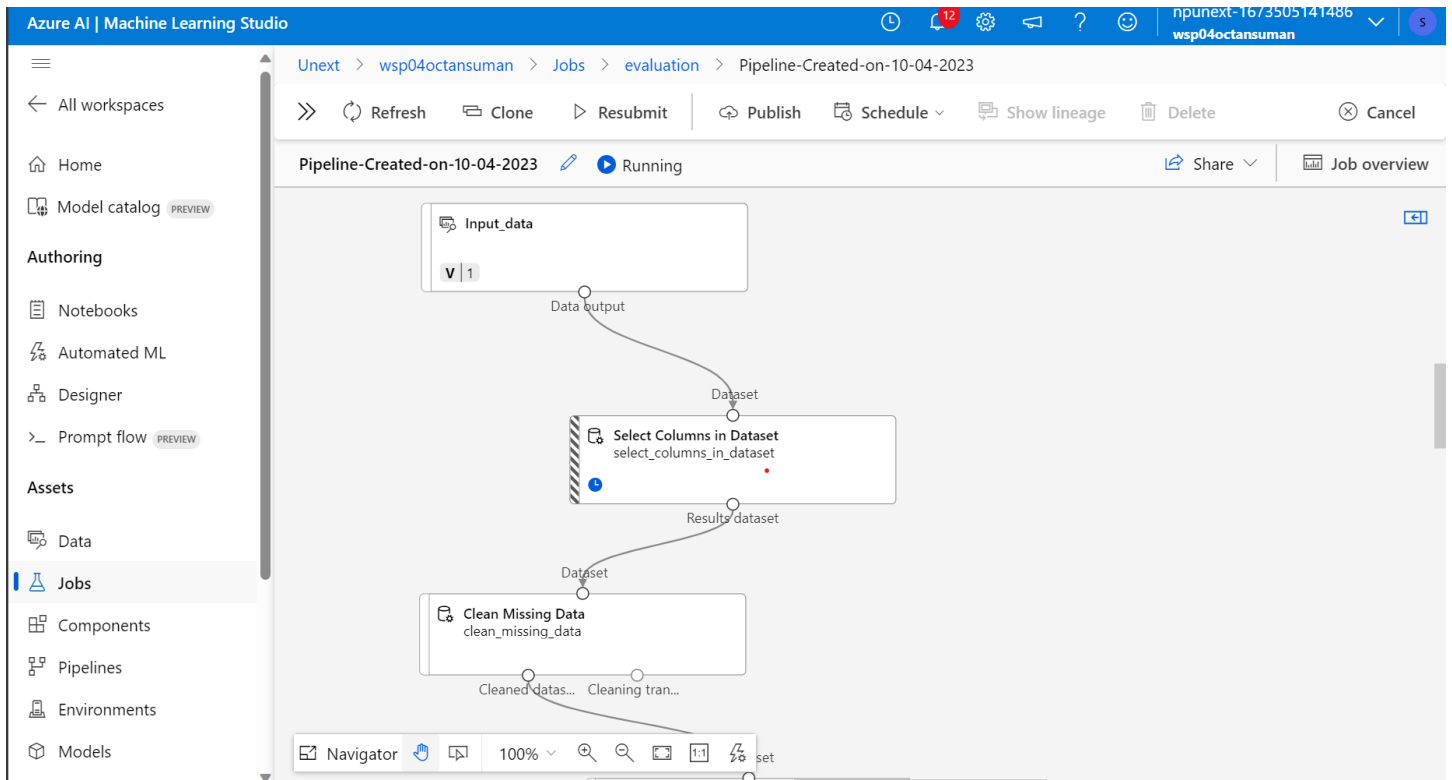 Azure AI | Machine Learning Studio
12
?
npunext-1673505141486
wsp04octansuman
S
All workspaces
Home
Model catalog PREVIEW
Authoring
Notebooks
Automated ML
Designer
Prompt flow PREVIEW
Assets
Data
Jobs
Components
Pipelines
Environments
Models
Unext > wsp04octansuman > Jobs > evaluation > Pipeline-Created-on-10-04-2023
Refresh
Clone
Resubmit
Publish
Schedule
Show lineage
Delete
Cancel
Pipeline-Created-on-10-04-2023
Running
Share
Job overview
Input_data
V 1
Data output
Dataset
Select Columns in Dataset
select_columns_in_dataset
Results dataset
Dataset
Clean Missing Data
clean_missing_data
Cleaned datas... Cleaning tran...
Navigator
100%
1:1
set